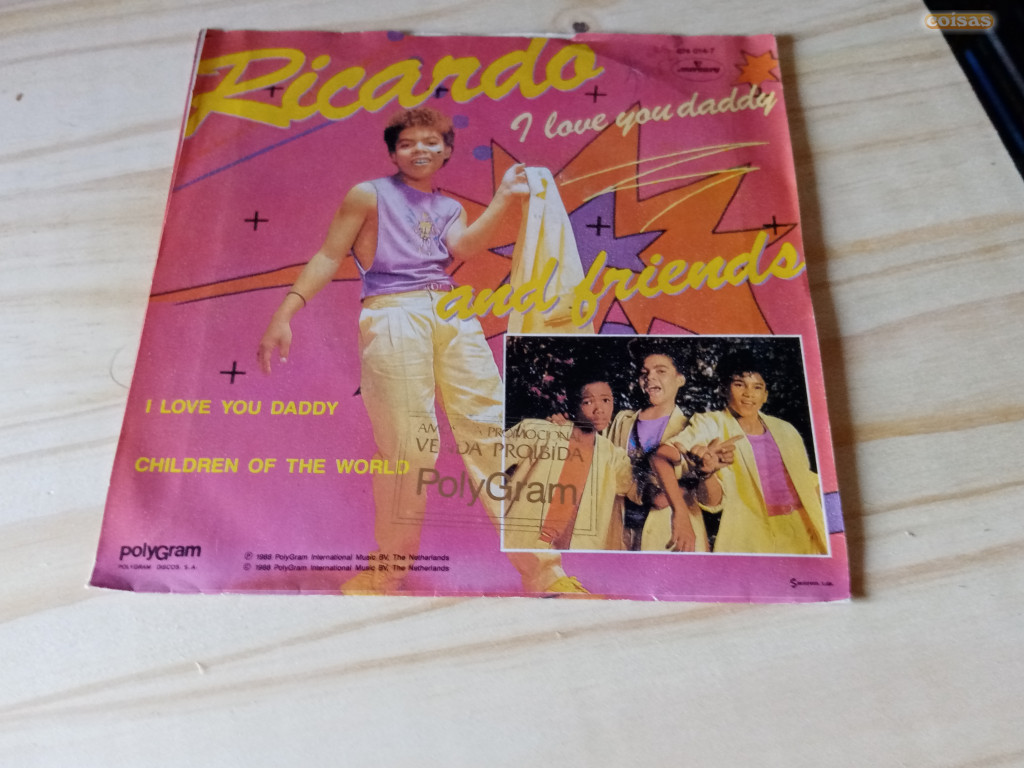 coisas
Ricardo
mercury
I love you daddy
and friends
I LOVE YOU DADDY
CHILDREN OF THE WORLD
VENDA PROIBIDA
PolyGram
polyGram
POLYGRAM DISCOS, S.A.
℗ 1988 PolyGram International Music BV, The Netherlands
© 1988 PolyGram International Music BV, The Netherlands